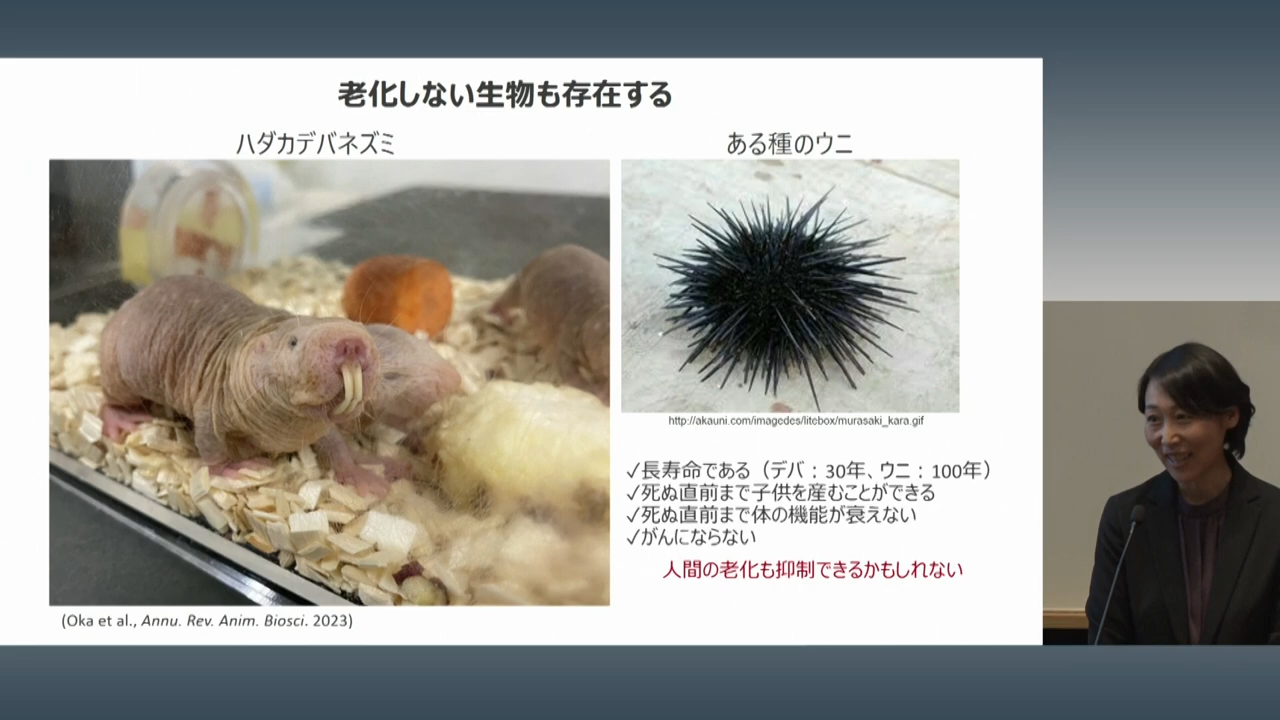 老化しない生物も存在する
ハダカデバネズミ
ある種のウニ
http://akauni.com/imagedcs/litebox/murasaki_kara.gif
✓長寿命である（デバ：30年、ウニ：100年）
✓死ぬ直前まで子供を産むことができる
✓死ぬ直前まで体の機能が衰えない
✓がんにならない
人間の老化も抑制できるかもしれない
(Oka et al., Annu. Rev. Anim. Biosci. 2023)